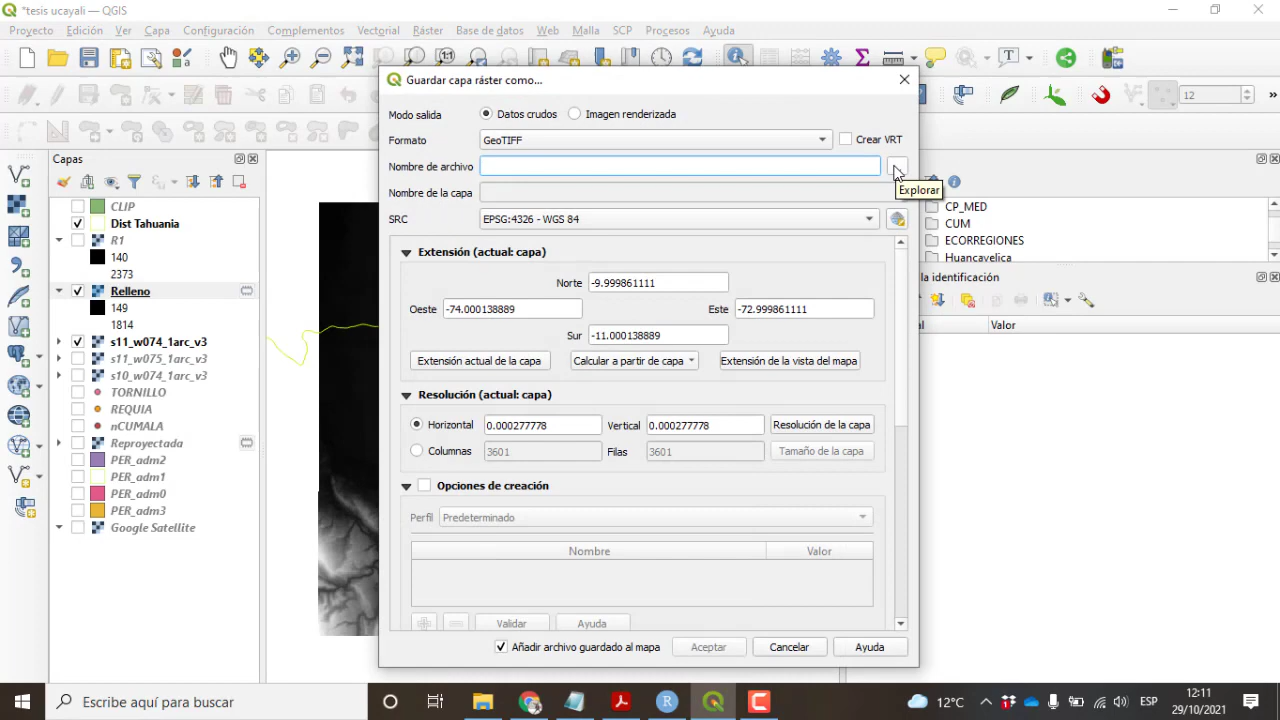 *tesis ucayali — QGIS
Proyecto Edición Ver Capa Configuración Complementos Vectorial Ráster Base de datos Web Malla SCP Procesos Ayuda
12
»
Guardar capa ráster como...
Modo salida
Datos crudos
Imagen renderizada
Formato
GeoTIFF
Crear VRT
Nombre de archivo
Explorar
Nombre de la capa
SRC
EPSG:4326 - WGS 84
Extensión (actual: capa)
Norte
-9.999861111
Oeste
-74.000138889
Este
-72.999861111
Sur
-11.000138889
Extensión actual de la capa
Calcular a partir de capa
Extensión de la vista del mapa
Resolución (actual: capa)
Horizontal
0.000277778
Vertical
0.000277778
Resolución de la capa
Columnas
3601
Filas
3601
Tamaño de la capa
Opciones de creación
Perfil
Predeterminado
Nombre
Valor
Validar
Ayuda
Añadir archivo guardado al mapa
Aceptar
Cancelar
Ayuda
Capas
CLIP
Dist Tahuania
R1
140
2373
Relleno
149
1814
s11_w074_1arc_v3
s11_w075_1arc_v3
s10_w074_1arc_v3
TORNILLO
REQUIA
nCUMALA
Reproyectada
PER_adm2
PER_adm1
PER_adm0
PER_adm3
Google Satellite
CP_MED
CUM
ECORREGIONES
Huancavelica
la identificación
Valor
Escribe aquí para buscar
12°C
ESP
12:11
29/10/2021